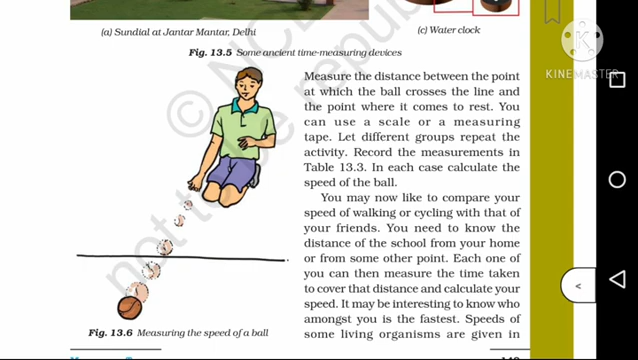 (a) Sundial at Jantar Mantar, Delhi
(c) Water clock
Fig. 13.5 Some ancient time-measuring devices
KINEMASTER
Measure the distance between the point
at which the ball crosses the line and
the point where it comes to rest. You
can use a scale or a measuring
tape. Let different groups repeat the
activity. Record the measurements in
Table 13.3. In each case calculate the
speed of the ball.
You may now like to compare your
speed of walking or cycling with that of
your friends. You need to know the
distance of the school from your home
or from some other point. Each one of
you can then measure the time taken
to cover that distance and calculate your
speed. It may be interesting to know who
amongst you is the fastest. Speeds of
some living organisms are given in
Fig. 13.6 Measuring the speed of a ball